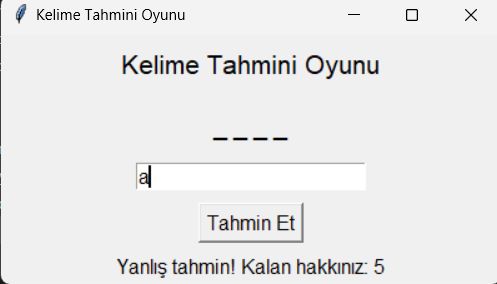 Kelime Tahmini Oyunu
Kelime Tahmini Oyunu
_ _ _ _
a
Tahmin Et
Yanlış tahmin! Kalan hakkınız: 5